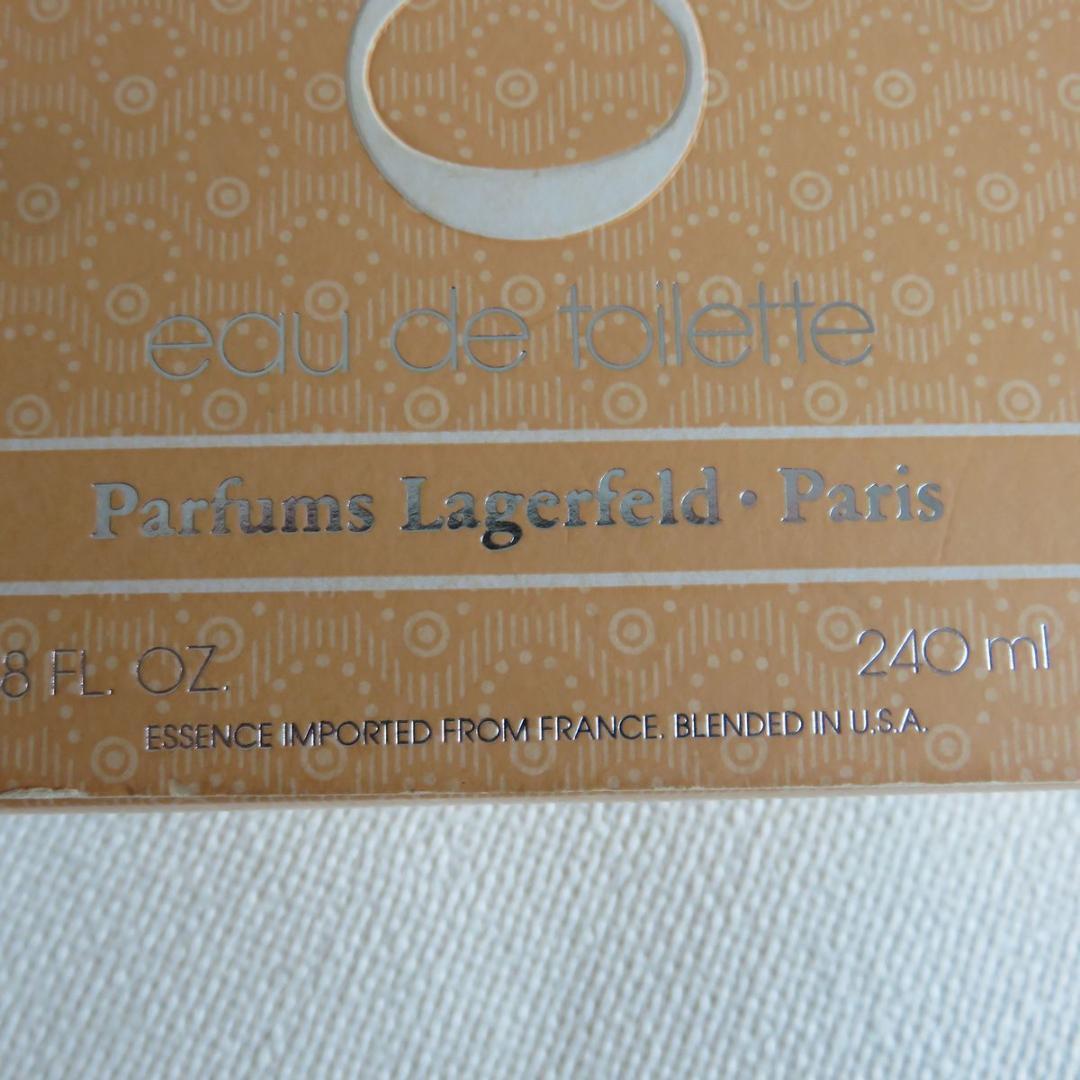 eau de toilette
Parfums Lagerfeld • Paris
8 FL. OZ. 240 ml
ESSENCE IMPORTED FROM FRANCE. BLENDED IN U.S.A.